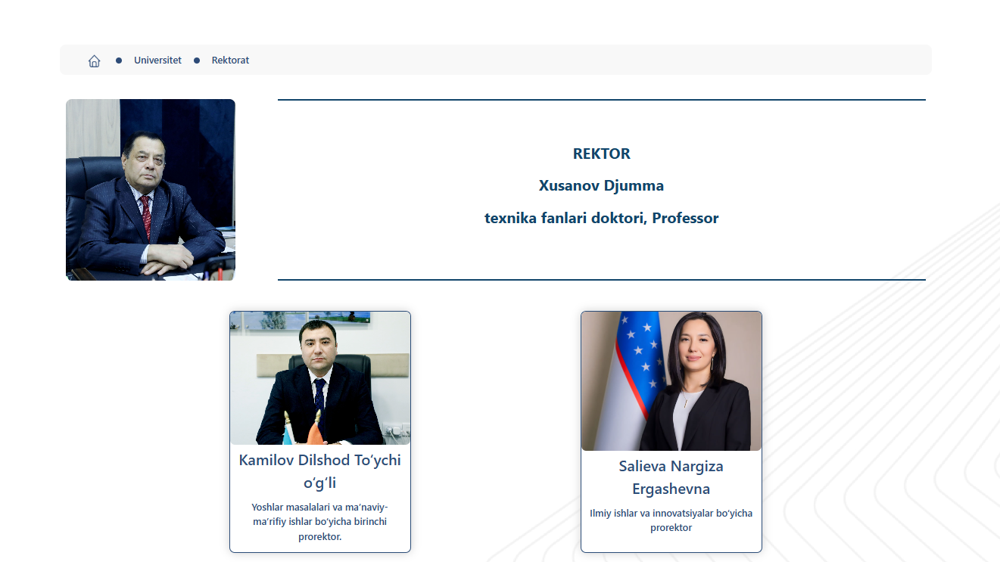 Universitet
Rektorat
REKTOR
Xusanov Djumma
texnika fanlari doktori, Professor
Kamilov Dilshod To‘ychi
o‘g‘li
Yoshlar masalalari va ma’naviy-
ma’rifiy ishlar bo‘yicha birinchi
prorektor.
Salieva Nargiza
Ergashevna
Ilmiy ishlar va innovatsiyalar bo‘yicha
prorektor